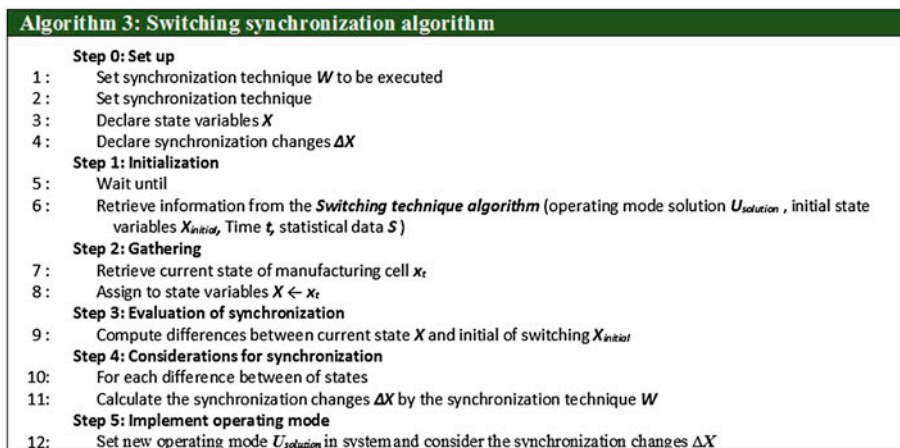 Algorithm 3: Switching synchronization algorithm
Step 0: Set up
1 : Set synchronization technique W to be executed
2 : Set synchronization technique
3 : Declare state variables X
4 : Declare synchronization changes ΔX
Step 1: Initialization
5 : Wait until
6 : Retrieve information from the Switching technique algorithm (operating mode solution U_solution , initial state
variables X_initial, Time t, statistical data S )
Step 2: Gathering
7 : Retrieve current state of manufacturing cell x_t
8 : Assign to state variables X ← x_t
Step 3: Evaluation of synchronization
9 : Compute differences between current state X and initial of switching X_initial
Step 4: Considerations for synchronization
10: For each difference between of states
11: Calculate the synchronization changes ΔX by the synchronization technique W
Step 5: Implement operating mode
12: Set new operating mode U_solution in system and consider the synchronization changes ΔX